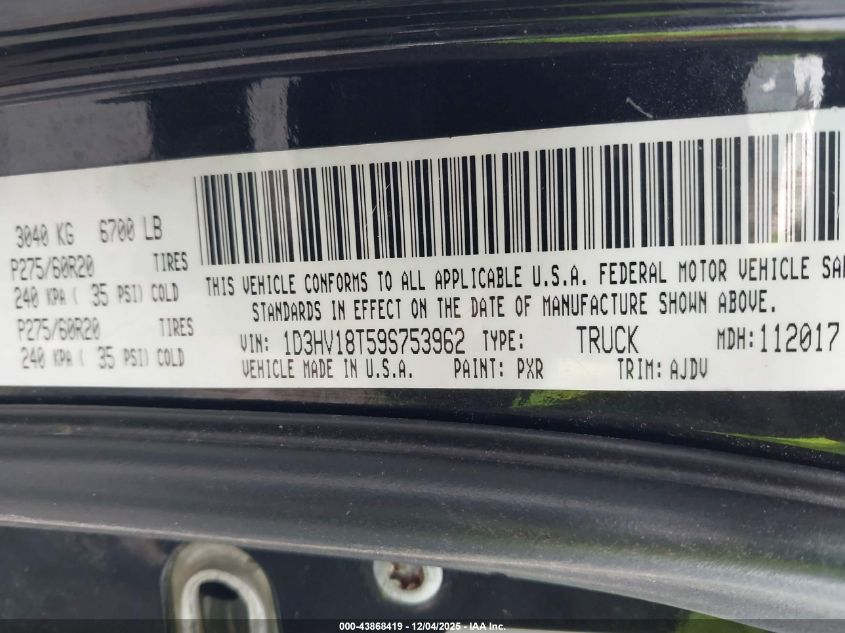 3040 KG 6700 LB
P275/60R20 TIRES
240 KPA ( 35 PSI) COLD
P275/60R20 TIRES
240 KPA ( 35 PSI) COLD
THIS VEHICLE CONFORMS TO ALL APPLICABLE U.S.A. FEDERAL MOTOR VEHICLE SA
STANDARDS IN EFFECT ON THE DATE OF MANUFACTURE SHOWN ABOVE.
VIN: 1D3HV18T59S753962 TYPE: TRUCK MDH: 112017
VEHICLE MADE IN U.S.A. PAINT: PXR TRIM: AJDV
000-43868419 - 12/04/2025 - IAA Inc.